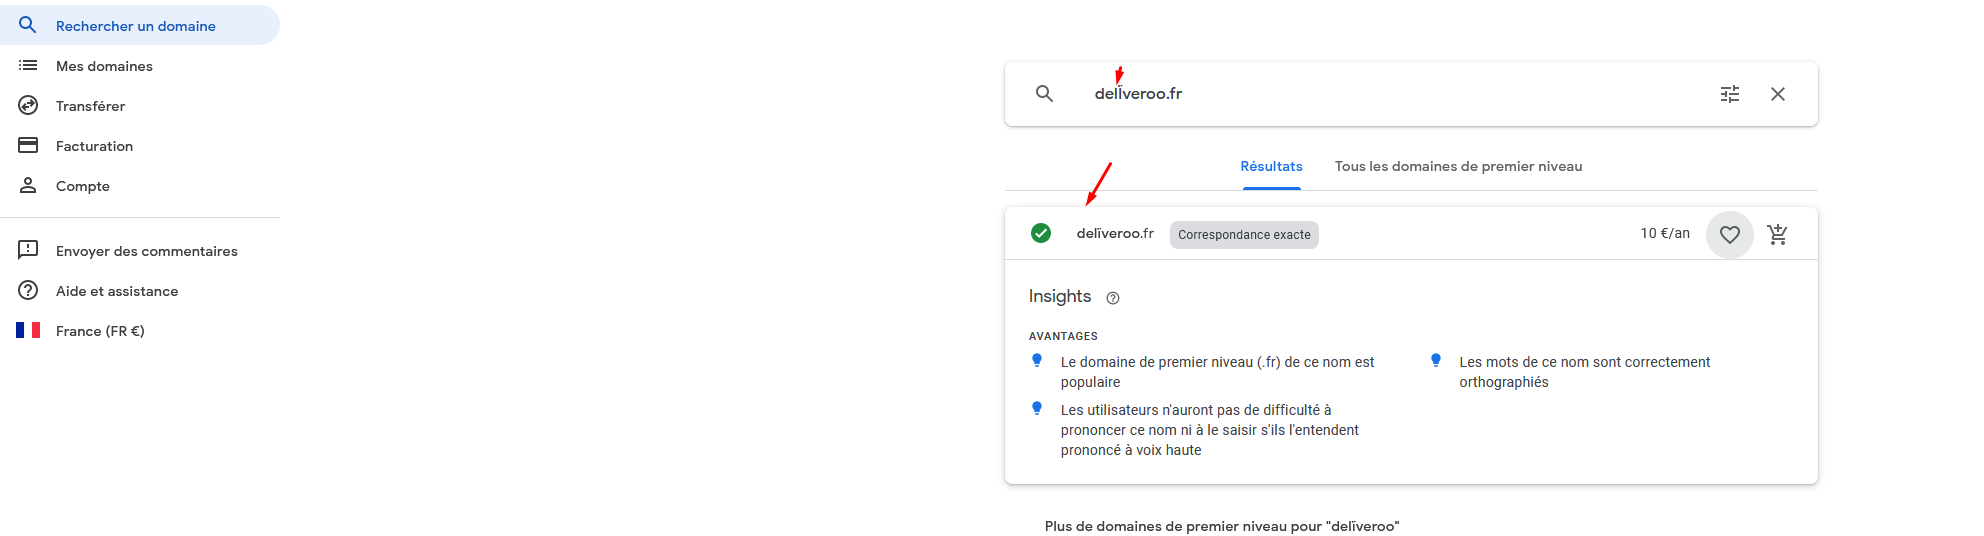 Rechercher un domaine
Mes domaines
Transférer
Facturation
Compte
Envoyer des commentaires
Aide et assistance
France (FR €)
delïveroo.fr
Résultats
Tous les domaines de premier niveau
delïveroo.fr
Correspondance exacte
10 €/an
Insights
AVANTAGES
Le domaine de premier niveau (.fr) de ce nom est
populaire
Les utilisateurs n'auront pas de difficulté à
prononcer ce nom ni à le saisir s'ils l'entendent
prononcé à voix haute
Les mots de ce nom sont correctement
orthographiés
Plus de domaines de premier niveau pour "delïveroo"